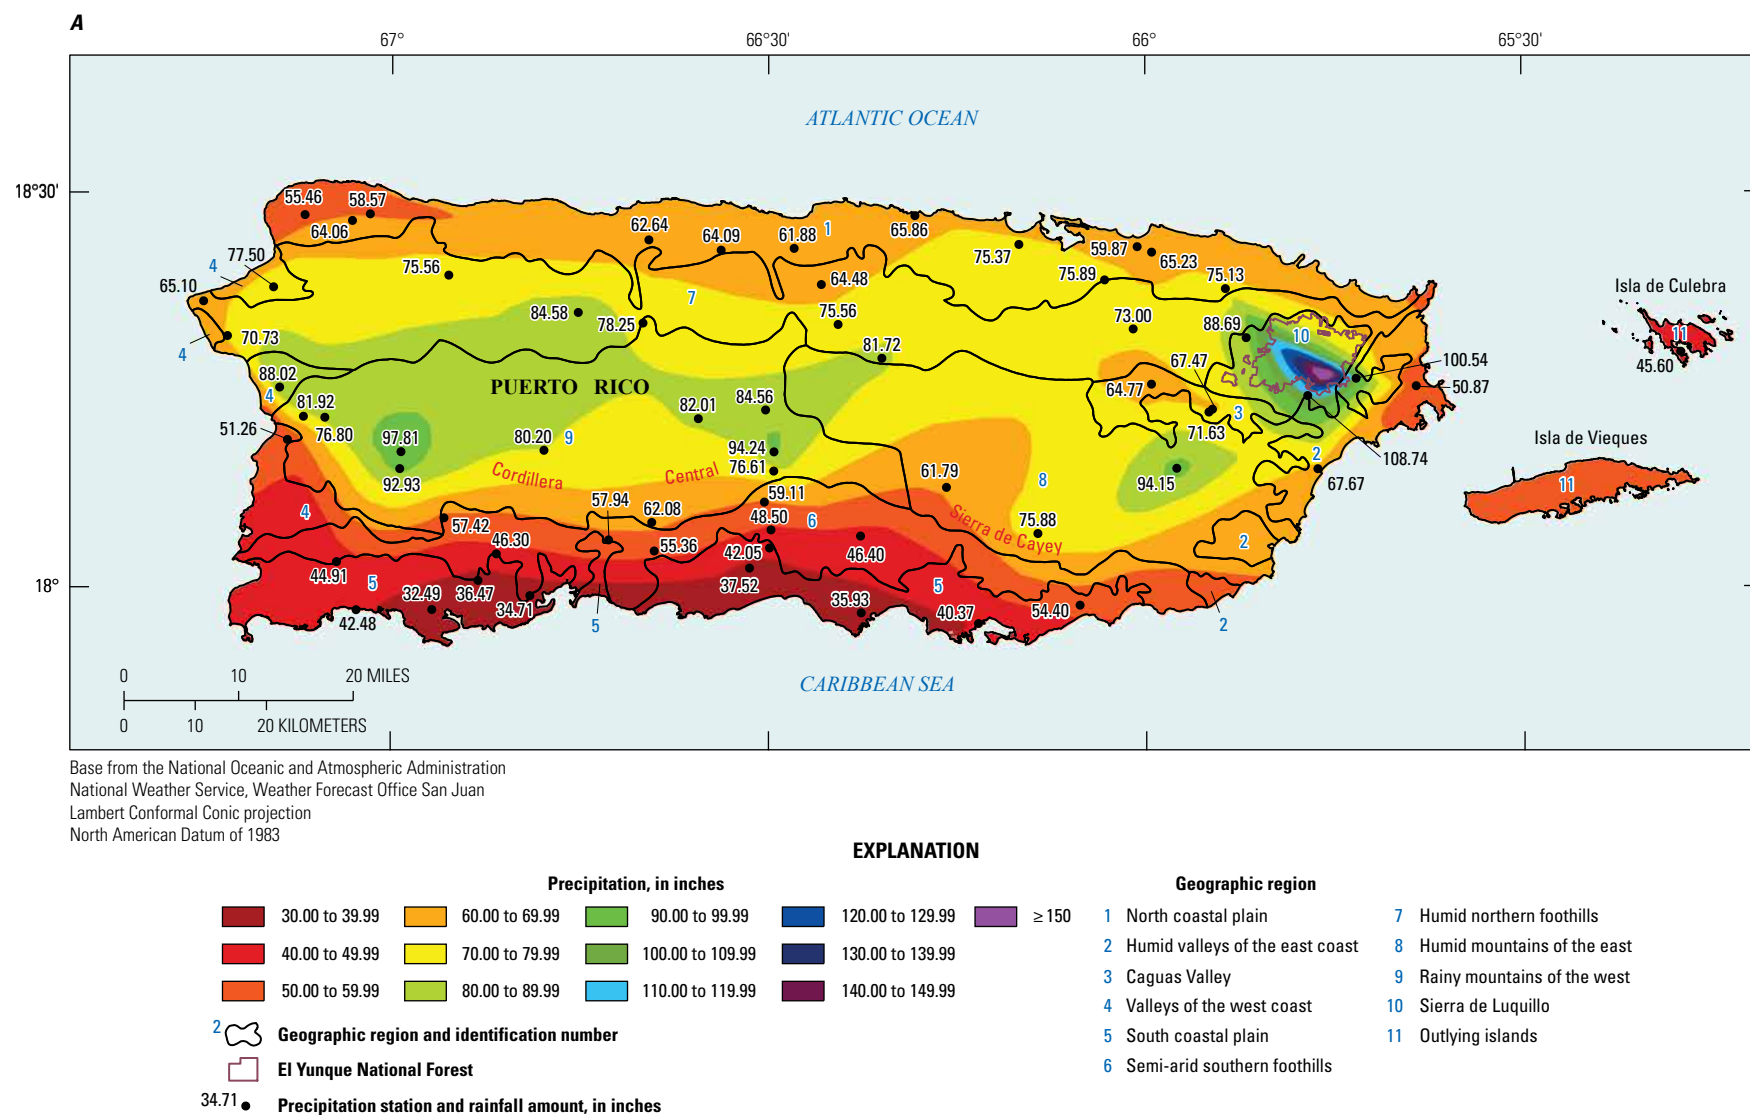 A
67°
66°30'
66°
65°30'
ATLANTIC OCEAN
18°30'
55.46
58.57
64.06
62.64
64.09
61.88
1
65.86
75.37
59.87
65.23
77.50
4
75.56
75.89
75.13
65.10
64.48
Isla de Culebra
7
84.58
78.25
75.56
73.00
88.69
10
11
70.73
4
81.72
67.47
100.54
45.60
88.02
PUERTO RICO
64.77
50.87
4
81.92
84.56
82.01
3
51.26
76.80
97.81
80.20
9
94.24
71.63
Isla de Vieques
76.61
2
108.74
92.93
Cordillera
Central
61.79
8
94.15
67.67
11
4
57.94
59.11
62.08
48.50
6
57.42
Sierra de Cayey
75.88
46.30
55.36
42.05
46.40
2
18°
44.91
5
32.49
36.47
37.52
5
34.71
35.93
42.48
40.37
54.40
5
2
0 10 20 MILES
0 10 20 KILOMETERS
CARIBBEAN SEA
Base from the National Oceanic and Atmospheric Administration
National Weather Service, Weather Forecast Office San Juan
Lambert Conformal Conic projection
North American Datum of 1983
EXPLANATION
Precipitation, in inches
30.00 to 39.99
60.00 to 69.99
90.00 to 99.99
120.00 to 129.99
≥ 150
40.00 to 49.99
70.00 to 79.99
100.00 to 109.99
130.00 to 139.99
50.00 to 59.99
80.00 to 89.99
110.00 to 119.99
140.00 to 149.99
2 Geographic region and identification number
El Yunque National Forest
34.71 Precipitation station and rainfall amount, in inches
Geographic region
1 North coastal plain
2 Humid valleys of the east coast
3 Caguas Valley
4 Valleys of the west coast
5 South coastal plain
6 Semi-arid southern foothills
7 Humid northern foothills
8 Humid mountains of the east
9 Rainy mountains of the west
10 Sierra de Luquillo
11 Outlying islands